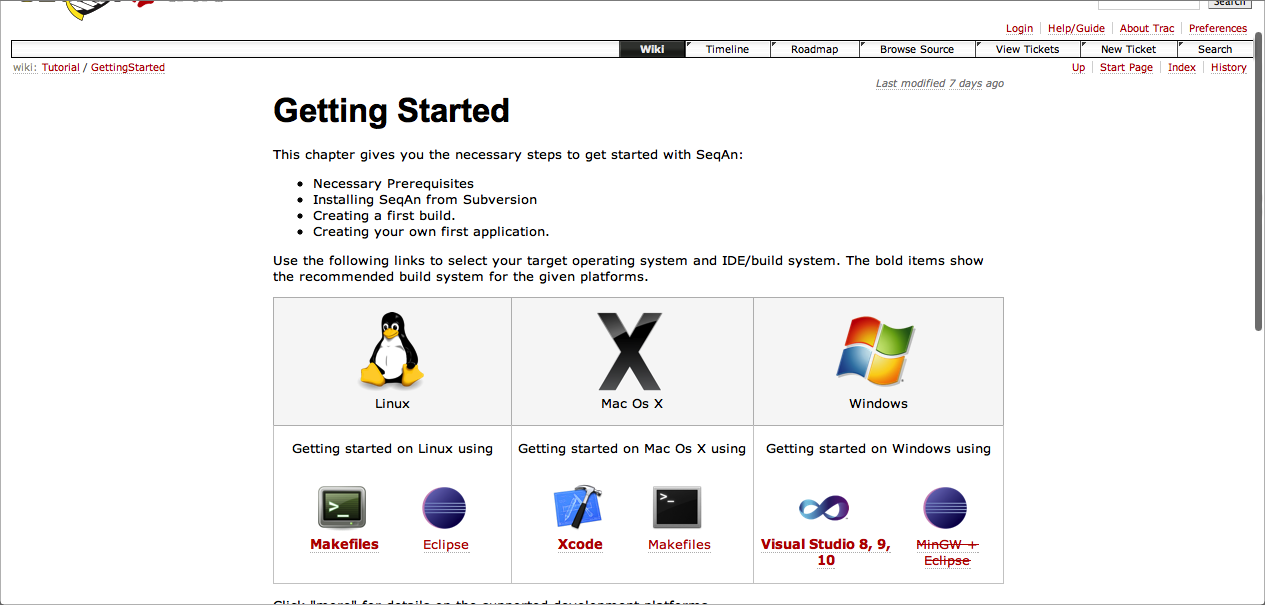 Search
Login Help/Guide About Trac Preferences
Wiki Timeline Roadmap Browse Source View Tickets New Ticket Search
wiki: Tutorial / GettingStarted Up Start Page Index History
Last modified 7 days ago
Getting Started
This chapter gives you the necessary steps to get started with SeqAn:
• Necessary Prerequisites
• Installing SeqAn from Subversion
• Creating a first build.
• Creating your own first application.
Use the following links to select your target operating system and IDE/build system. The bold items show
the recommended build system for the given platforms.
Linux Mac Os X Windows
Getting started on Linux using Getting started on Mac Os X using Getting started on Windows using
Makefiles Eclipse Xcode Makefiles Visual Studio 8, 9, MinGW +
10 Eclipse
Click "more" for details on the supported development platforms.